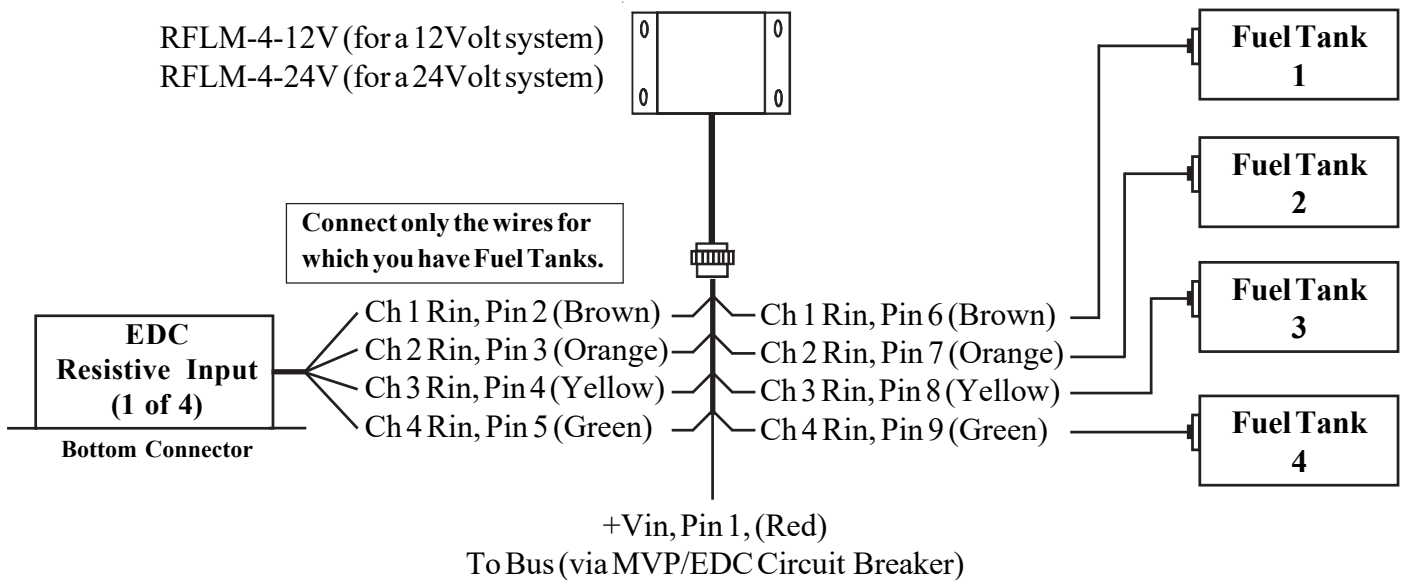 RFLM-4-12V (for a 12Volt system)
RFLM-4-24V (for a 24Volt system)
Connect only the wires for
which you have Fuel Tanks.
EDC
Resistive Input
(1 of 4)
Bottom Connector
Ch 1 Rin, Pin 2 (Brown)
Ch 2 Rin, Pin 3 (Orange)
Ch 3 Rin, Pin 4 (Yellow)
Ch 4 Rin, Pin 5 (Green)
Ch 1 Rin, Pin 6 (Brown)
Ch 2 Rin, Pin 7 (Orange)
Ch 3 Rin, Pin 8 (Yellow)
Ch 4 Rin, Pin 9 (Green)
Fuel Tank
1
Fuel Tank
2
Fuel Tank
3
Fuel Tank
4
+Vin, Pin 1, (Red)
To Bus (via MVP/EDC Circuit Breaker)